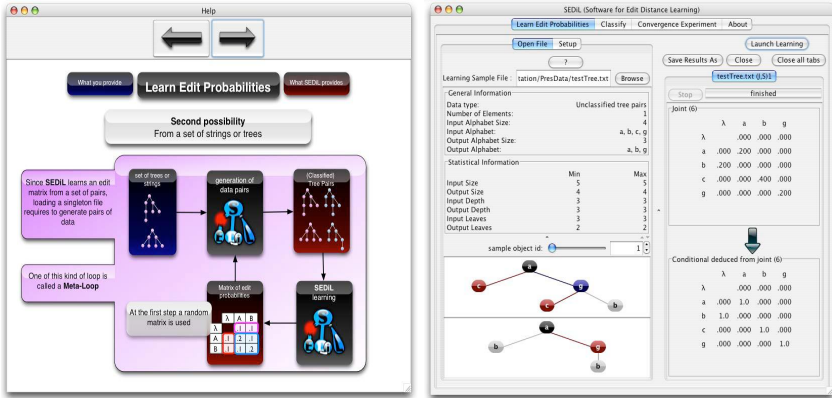 Help
What you provide
Learn Edit Probabilities
What SEDiL provides
Second possibility
From a set of strings or trees
Since SEDiL learns an edit
matrix from a set of pairs,
loading a singleton file
requires to generate pairs of
data
One of this kind of loop is
called a Meta-Loop
set of trees or
strings
generation of
data pairs
(Classified)
Tree Pairs
At the first step a random
matrix is used
Matrix of edit
probabilities
λ A B
λ .1 .1
A .1 .2 .1
B .1 .1 .2
SEDiL
learning
SEDiL (Software for Edit Distance Learning)
Learn Edit Probabilities Classify Convergence Experiment About
Open File Setup
?
Learning Sample File : tation/PresData/testTree.txt Browse
General Information
Data type: Unclassified tree pairs
Number of Elements: 1
Input Alphabet Size: 4
Input Alphabet: a, b, c, g
Output Alphabet Size: 3
Output Alphabet: a, b, g
Statistical Information
Min Max
Input Size 5 5
Output Size 4 4
Input Depth 3 3
Output Depth 3 3
Input Leaves 3 3
Output Leaves 2 2
sample object id: 1
a
c g
c b
a
b g
b
Launch Learning
Save Results As Close Close all tabs
testTree.txt (J,S)1
Stop finished
Joint (6)
λ a b g
λ .000 .000 .000
a .000 .200 .000 .000
b .200 .000 .000 .000
c .000 .000 .400 .000
g .000 .000 .000 .200
Conditional deduced from joint (6)
λ a b g
λ .000 .000 .000
a .000 1.0 .000 .000
b 1.0 .000 .000 .000
c .000 .000 1.0 .000
g .000 .000 .000 1.0